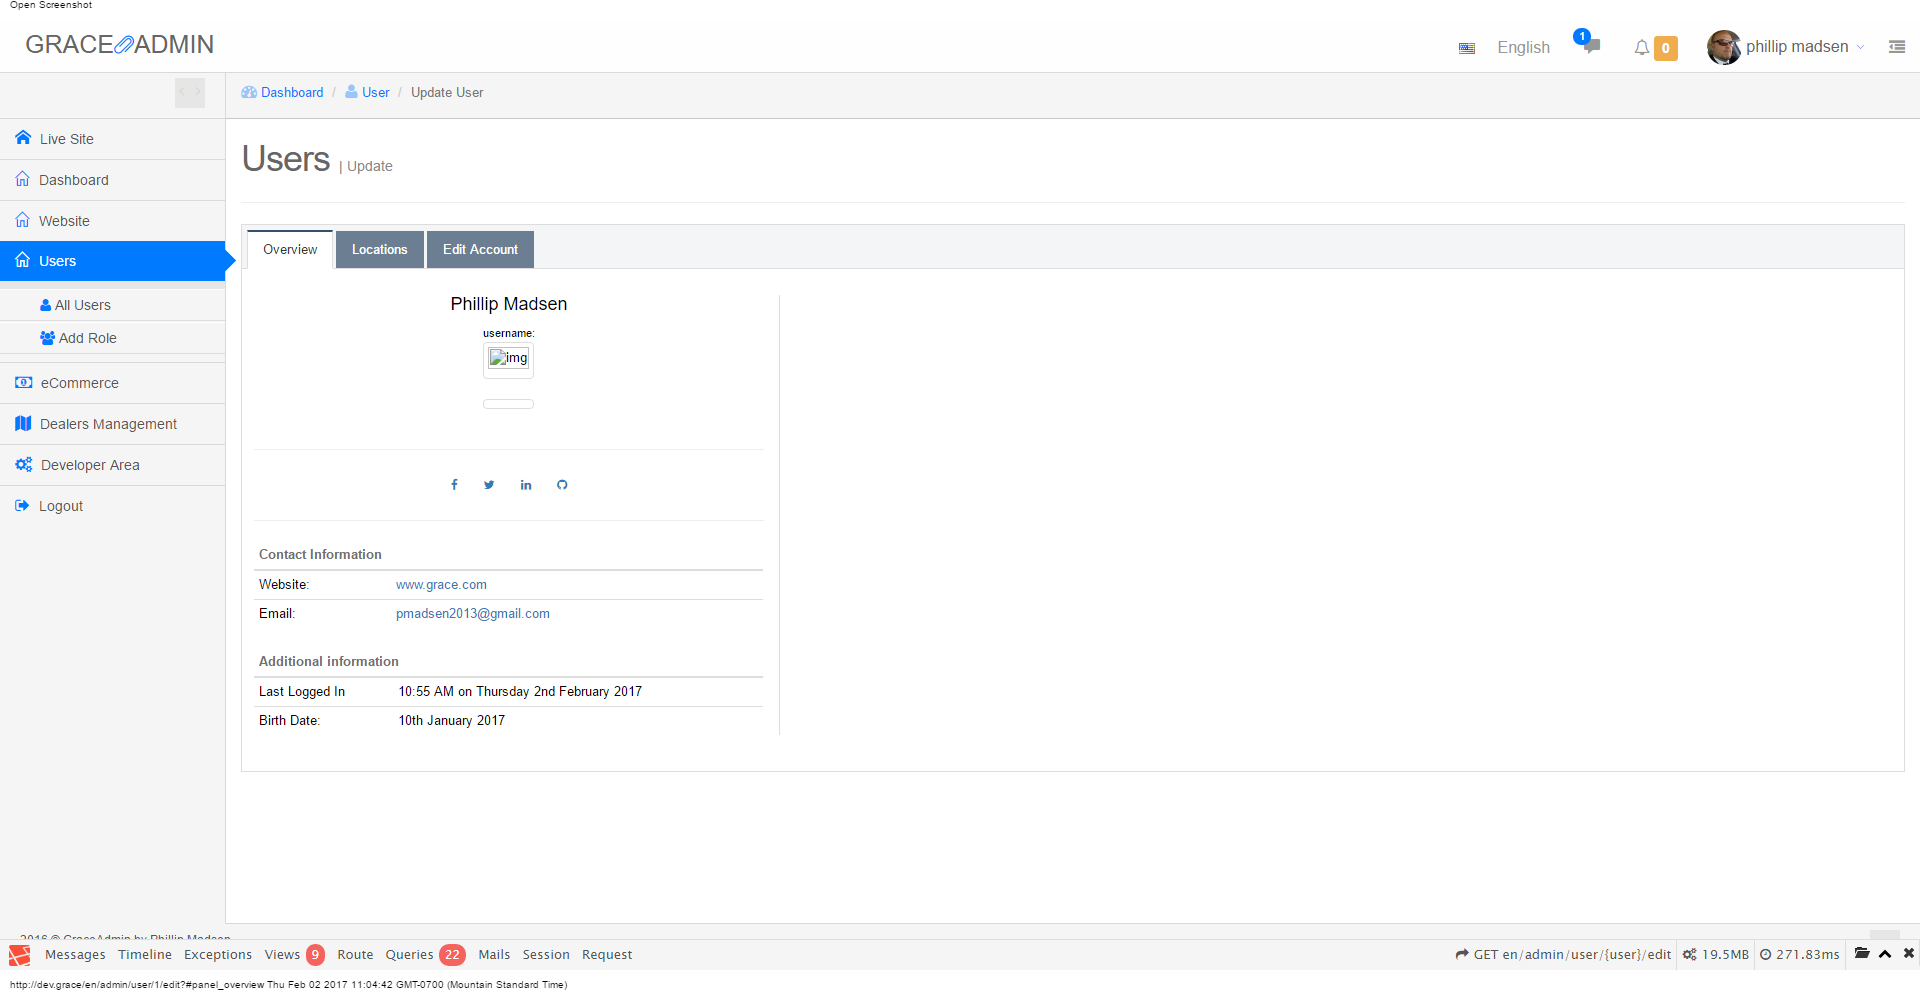 Open Screenshot
GRACE ADMIN
English
1
0
phillip madsen
Dashboard / User / Update User
Live Site
Dashboard
Website
Users
All Users
Add Role
eCommerce
Dealers Management
Developer Area
Logout
Users | Update
Overview Locations Edit Account
Phillip Madsen
username:
img
Contact Information
Website: www.grace.com
Email: pmadsen2013@gmail.com
Additional information
Last Logged In 10:55 AM on Thursday 2nd February 2017
Birth Date: 10th January 2017
2016 © GraceAdmin by Phillip Madsen
Messages Timeline Exceptions Views 9 Route Queries 22 Mails Session Request
GET en/admin/user/{user}/edit 19.5MB 271.83ms
http://dev.grace/en/admin/user/1/edit?#panel_overview Thu Feb 02 2017 11:04:42 GMT-0700 (Mountain Standard Time)